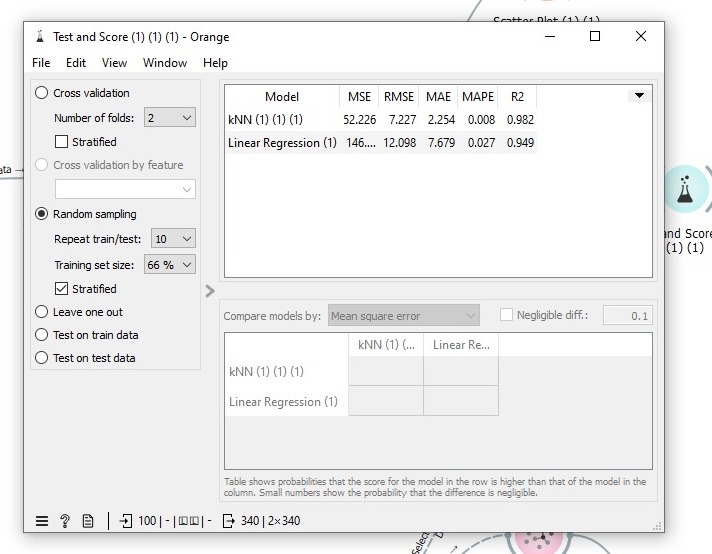 Scatter Plot (1) (1)
Test and Score (1) (1) (1) - Orange
File Edit View Window Help
Cross validation
Number of folds: 2
Stratified
Cross validation by feature
Random sampling
Repeat train/test: 10
Training set size: 66 %
Stratified
Leave one out
Test on train data
Test on test data
Model MSE RMSE MAE MAPE R2
kNN (1) (1) (1) 52.226 7.227 2.254 0.008 0.982
Linear Regression (1) 146.... 12.098 7.679 0.027 0.949
Compare models by: Mean square error Negligible diff.: 0.1
kNN (1) (... Linear Re...
kNN (1) (1) (1)
Linear Regression (1)
Table shows probabilities that the score for the model in the row is higher than that of the model in the
column. Small numbers show the probability that the difference is negligible.
100 | - | | - 340 | 2×340
ata
and Score
(1) (1)
Selec